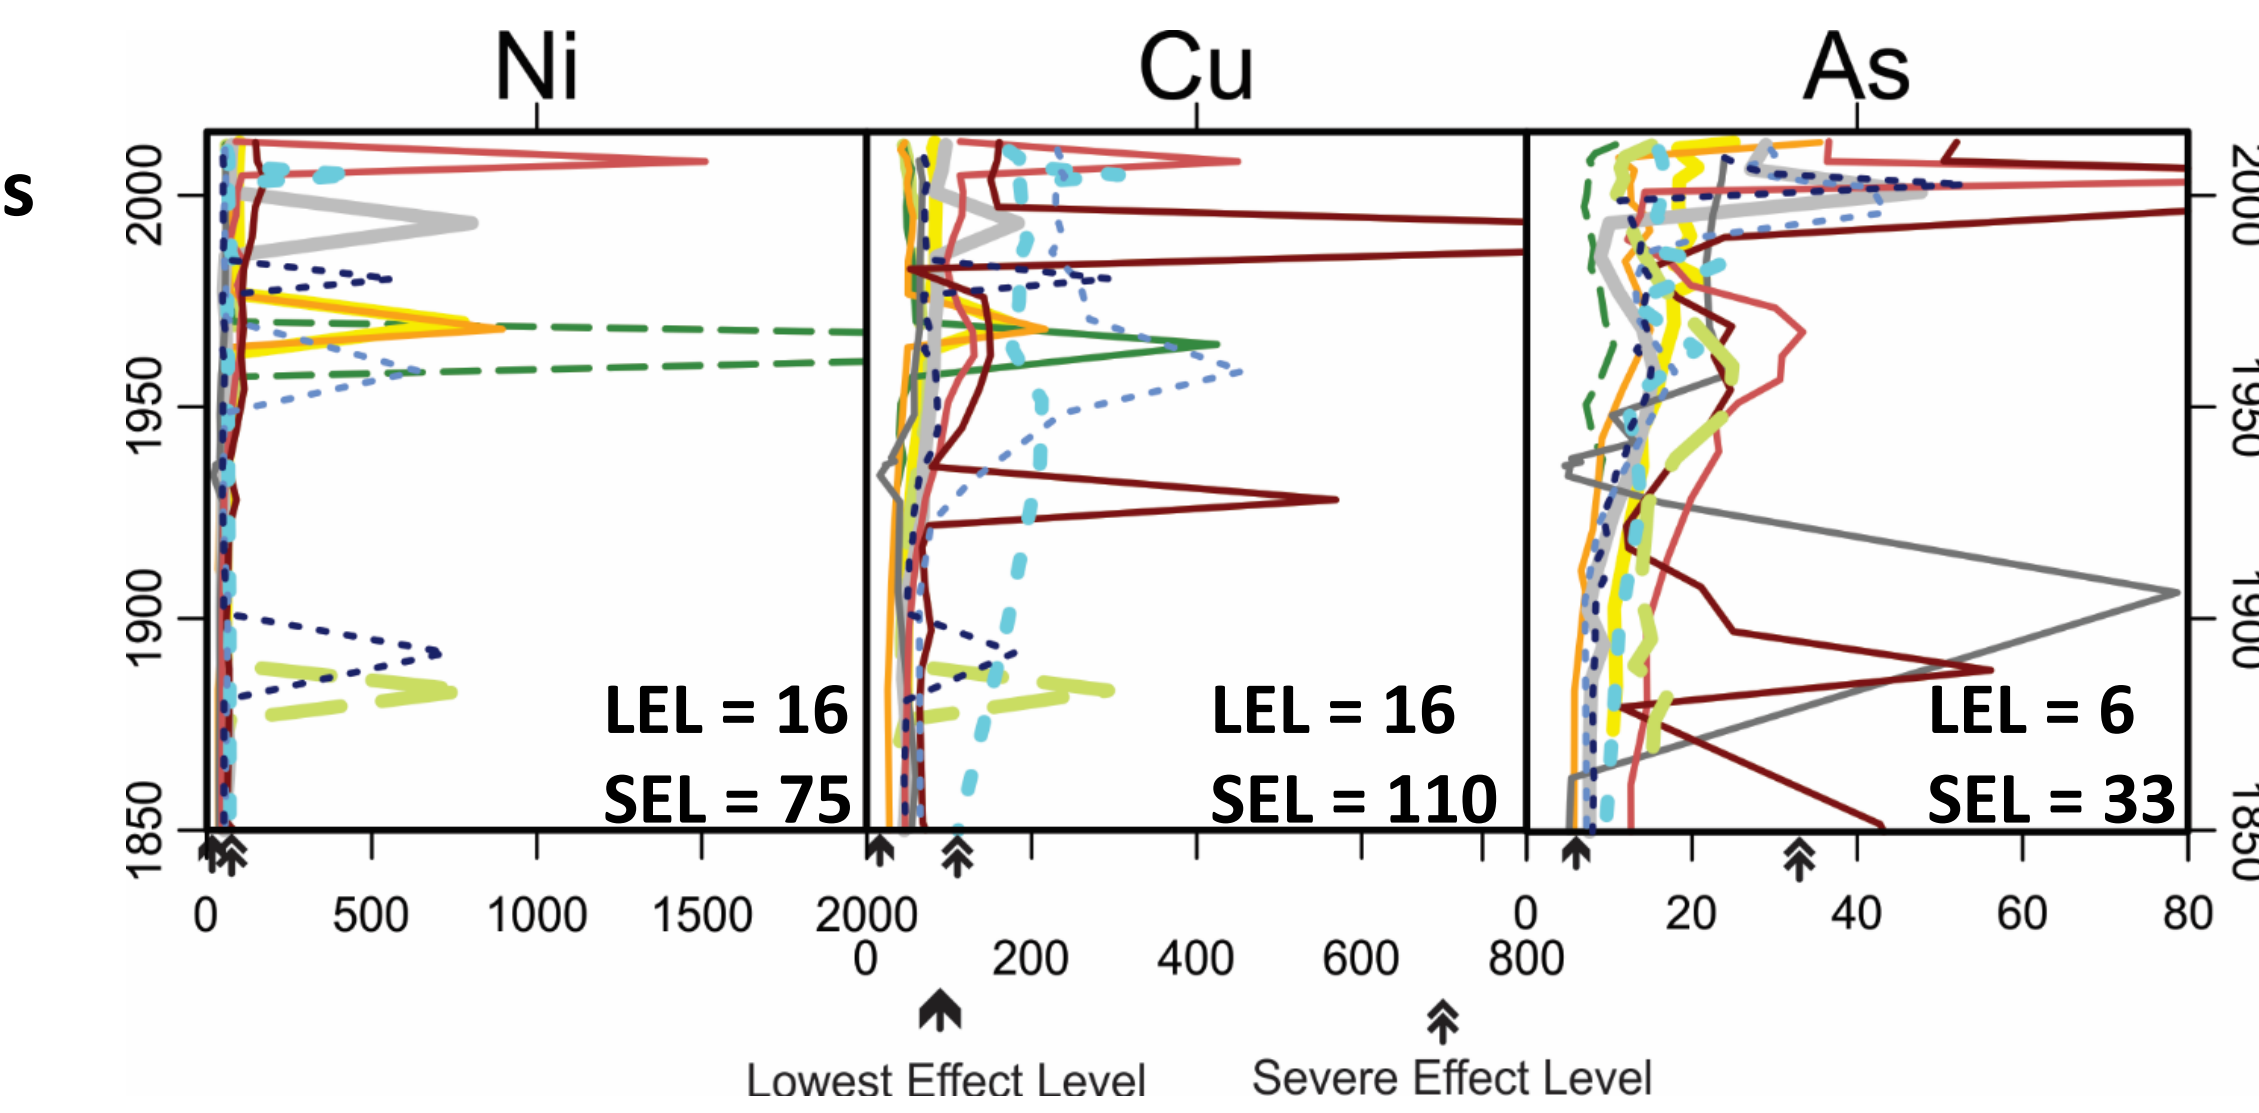 Ni Cu As
s
2000 2000
1950 1950
1900 1900
LEL = 16 LEL = 16 LEL = 6
SEL = 75 SEL = 110 SEL = 33
1850 1850
0 500 1000 1500 2000 0 20 40 60 80
0 200 400 600 800
Lowest Effect Level Severe Effect Level